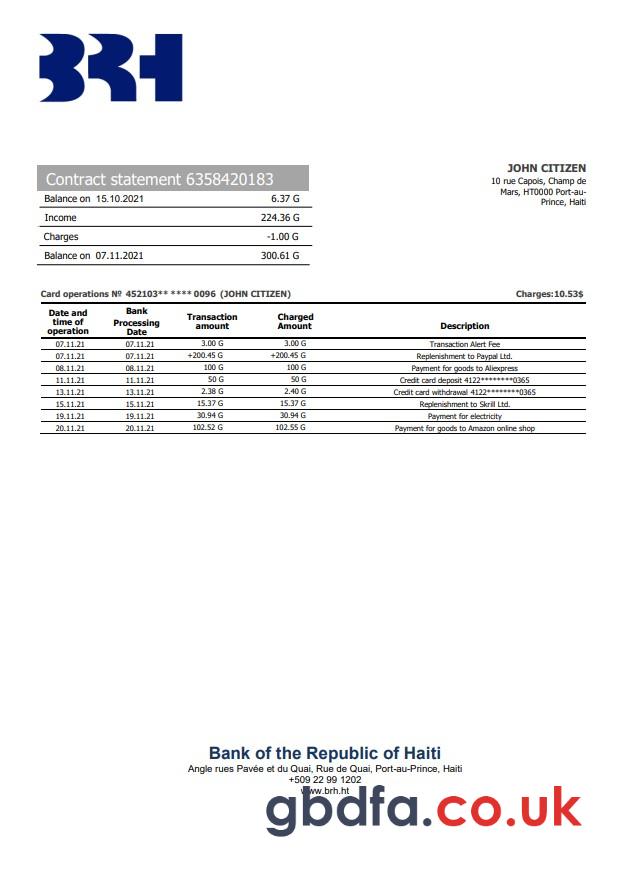 BRH
Contract statement 6358420183
Balance on 15.10.2021 6.37 G
Income 224.36 G
Charges -1.00 G
Balance on 07.11.2021 300.61 G
JOHN CITIZEN
10 rue Capois, Champ de
Mars, HT0000 Port-au-
Prince, Haiti
Card operations № 452103** **** 0096 (JOHN CITIZEN) Charges:10.53$
Date and time of operation Bank Processing Date Transaction amount Charged Amount Description
07.11.21 07.11.21 3.00 G 3.00 G Transaction Alert Fee
07.11.21 07.11.21 +200.45 G +200.45 G Replenishment to Paypal Ltd.
08.11.21 08.11.21 100 G 100 G Payment for goods to Aliexpress
11.11.21 11.11.21 50 G 50 G Credit card deposit 4122********0365
13.11.21 13.11.21 2.38 G 2.40 G Credit card withdrawal 4122********0365
15.11.21 15.11.21 15.37 G 15.37 G Replenishment to Skrill Ltd.
19.11.21 19.11.21 30.94 G 30.94 G Payment for electricity
20.11.21 20.11.21 102.52 G 102.55 G Payment for goods to Amazon online shop
Bank of the Republic of Haiti
Angle rues Pavée et du Quai, Rue de Quai, Port-au-Prince, Haiti
+509 22 99 1202
www.brh.ht
gbdfa.co.uk